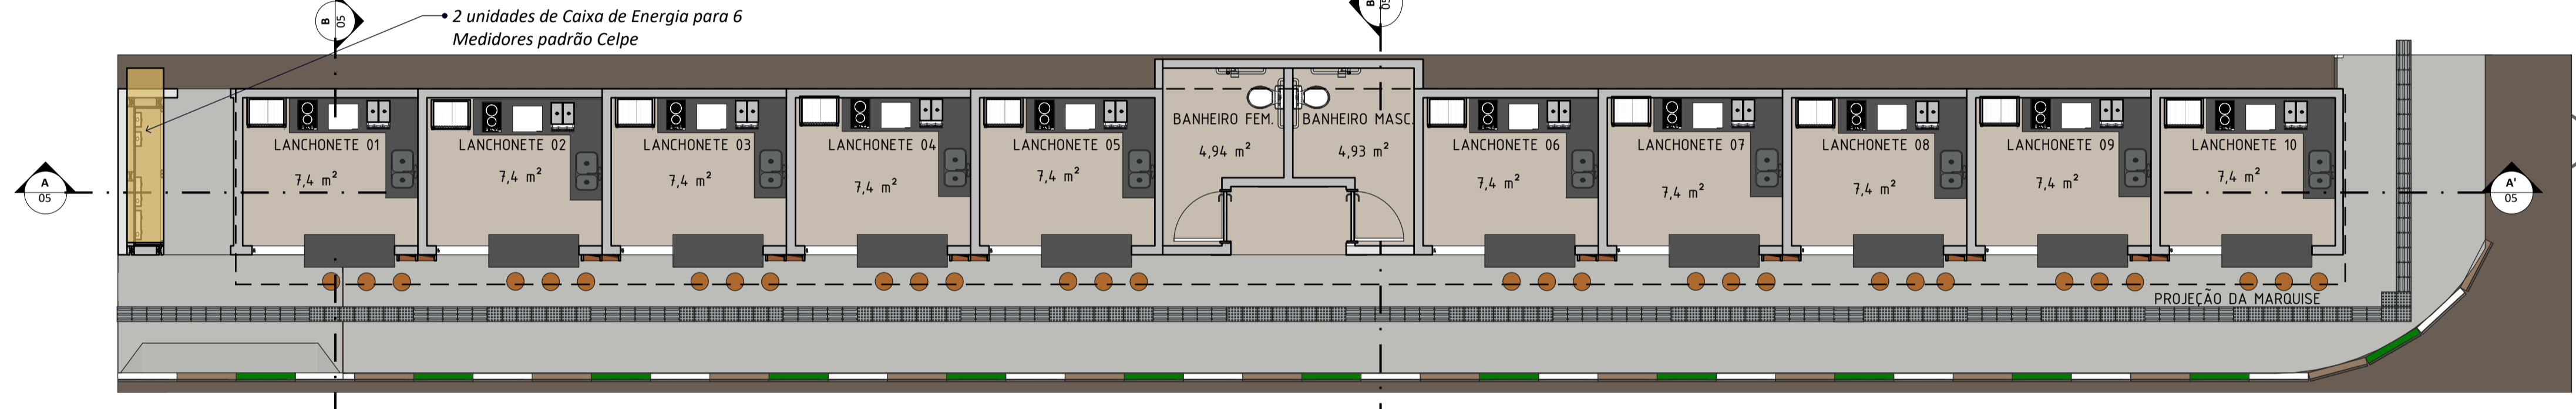 B
05
2 unidades de Caixa de Energia para 6
Medidores padrão Celpe
05
BANHEIRO FEM.
4,94 m²
BANHEIRO MASC.
4,93 m²
LANCHONETE 01
7,4 m²
LANCHONETE 02
7,4 m²
LANCHONETE 03
7,4 m²
LANCHONETE 04
7,4 m²
LANCHONETE 05
7,4 m²
LANCHONETE 06
7,4 m²
LANCHONETE 07
7,4 m²
LANCHONETE 08
7,4 m²
LANCHONETE 09
7,4 m²
LANCHONETE 10
7,4 m²
A
05
A'
05
PROJEÇÃO DA MARQUISE